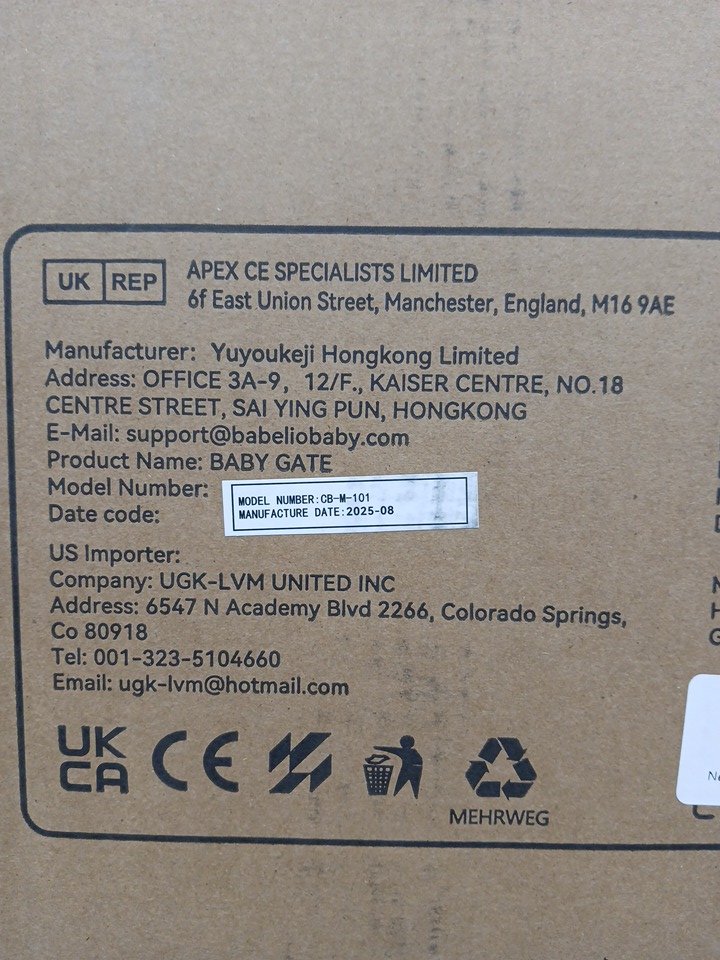 UK REP
APEX CE SPECIALISTS LIMITED
6f East Union Street, Manchester, England, M16 9AE
Manufacturer: Yuyoukeji Hongkong Limited
Address: OFFICE 3A-9, 12/F., KAISER CENTRE, NO.18
CENTRE STREET, SAI YING PUN, HONGKONG
E-Mail: support@babeliobaby.com
Product Name: BABY GATE
Model Number:
Date code:
MODEL NUMBER:CB-M-101
MANUFACTURE DATE:2025-08
US Importer:
Company: UGK-LVM UNITED INC
Address: 6547 N Academy Blvd 2266, Colorado Springs,
Co 80918
Tel: 001-323-5104660
Email: ugk-lvm@hotmail.com
UK
CA
CE
MEHRWEG